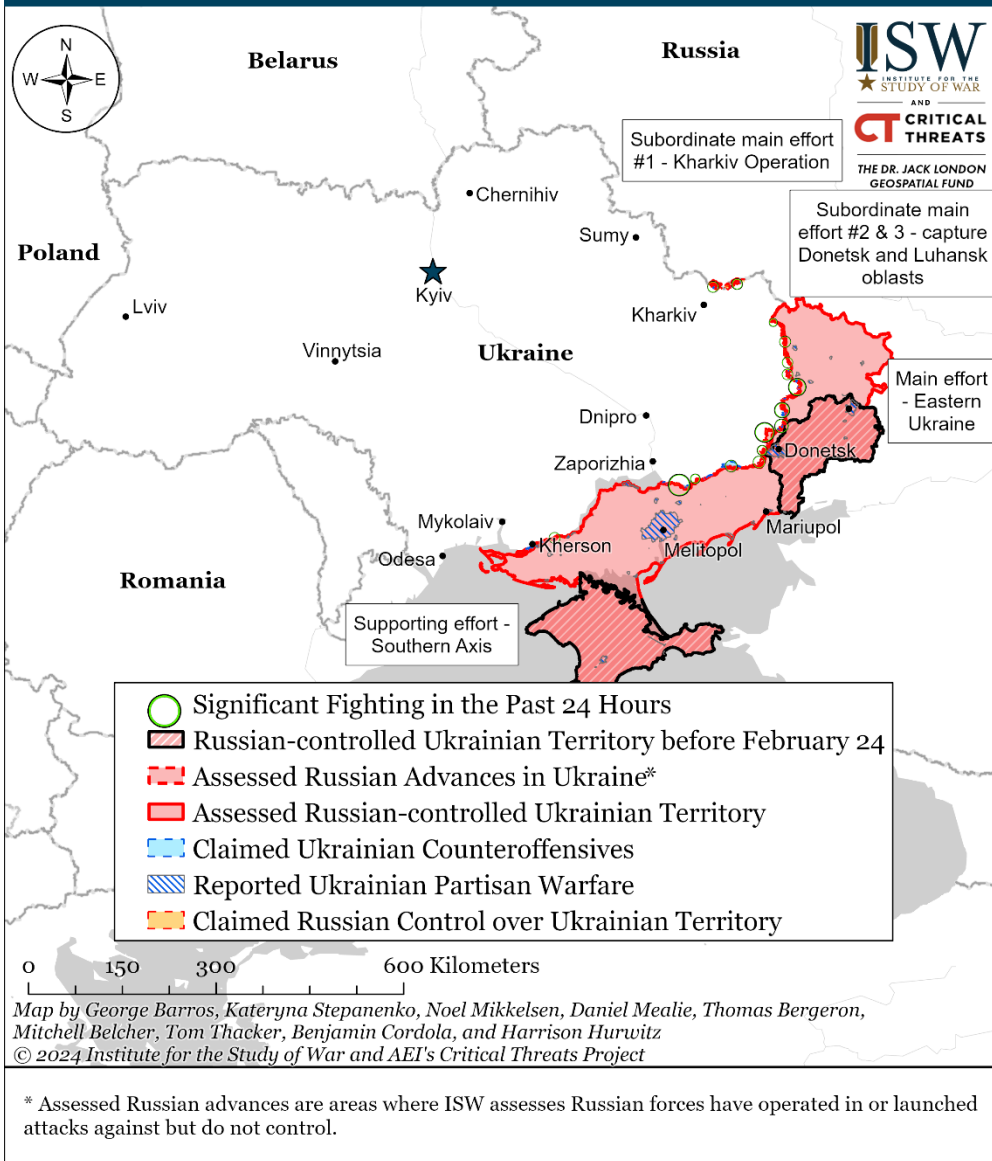 N
W
E
S
Belarus
Russia
ISW
INSTITUTE FOR THE
STUDY OF WAR
AND
CT CRITICAL
THREATS
THE DR. JACK LONDON
GEOSPATIAL FUND
Subordinate main effort
#1 - Kharkiv Operation
Subordinate main
effort #2 & 3 - capture
Donetsk and Luhansk
oblasts
Chernihiv
Sumy
Poland
Kyiv
Lviv
Kharkiv
Vinnytsia
Ukraine
Main effort
- Eastern
Ukraine
Dnipro
Donetsk
Zaporizhia
Mykolaiv
Mariupol
Kherson
Melitopol
Odesa
Romania
Supporting effort -
Southern Axis
Significant Fighting in the Past 24 Hours
Russian-controlled Ukrainian Territory before February 24
Assessed Russian Advances in Ukraine*
Assessed Russian-controlled Ukrainian Territory
Claimed Ukrainian Counteroffensives
Reported Ukrainian Partisan Warfare
Claimed Russian Control over Ukrainian Territory
0 150 300 600 Kilometers
Map by George Barros, Kateryna Stepanenko, Noel Mikkelsen, Daniel Mealie, Thomas Bergeron,
Mitchell Belcher, Tom Thacker, Benjamin Cordola, and Harrison Hurwitz
© 2024 Institute for the Study of War and AEI's Critical Threats Project
* Assessed Russian advances are areas where ISW assesses Russian forces have operated in or launched
attacks against but do not control.